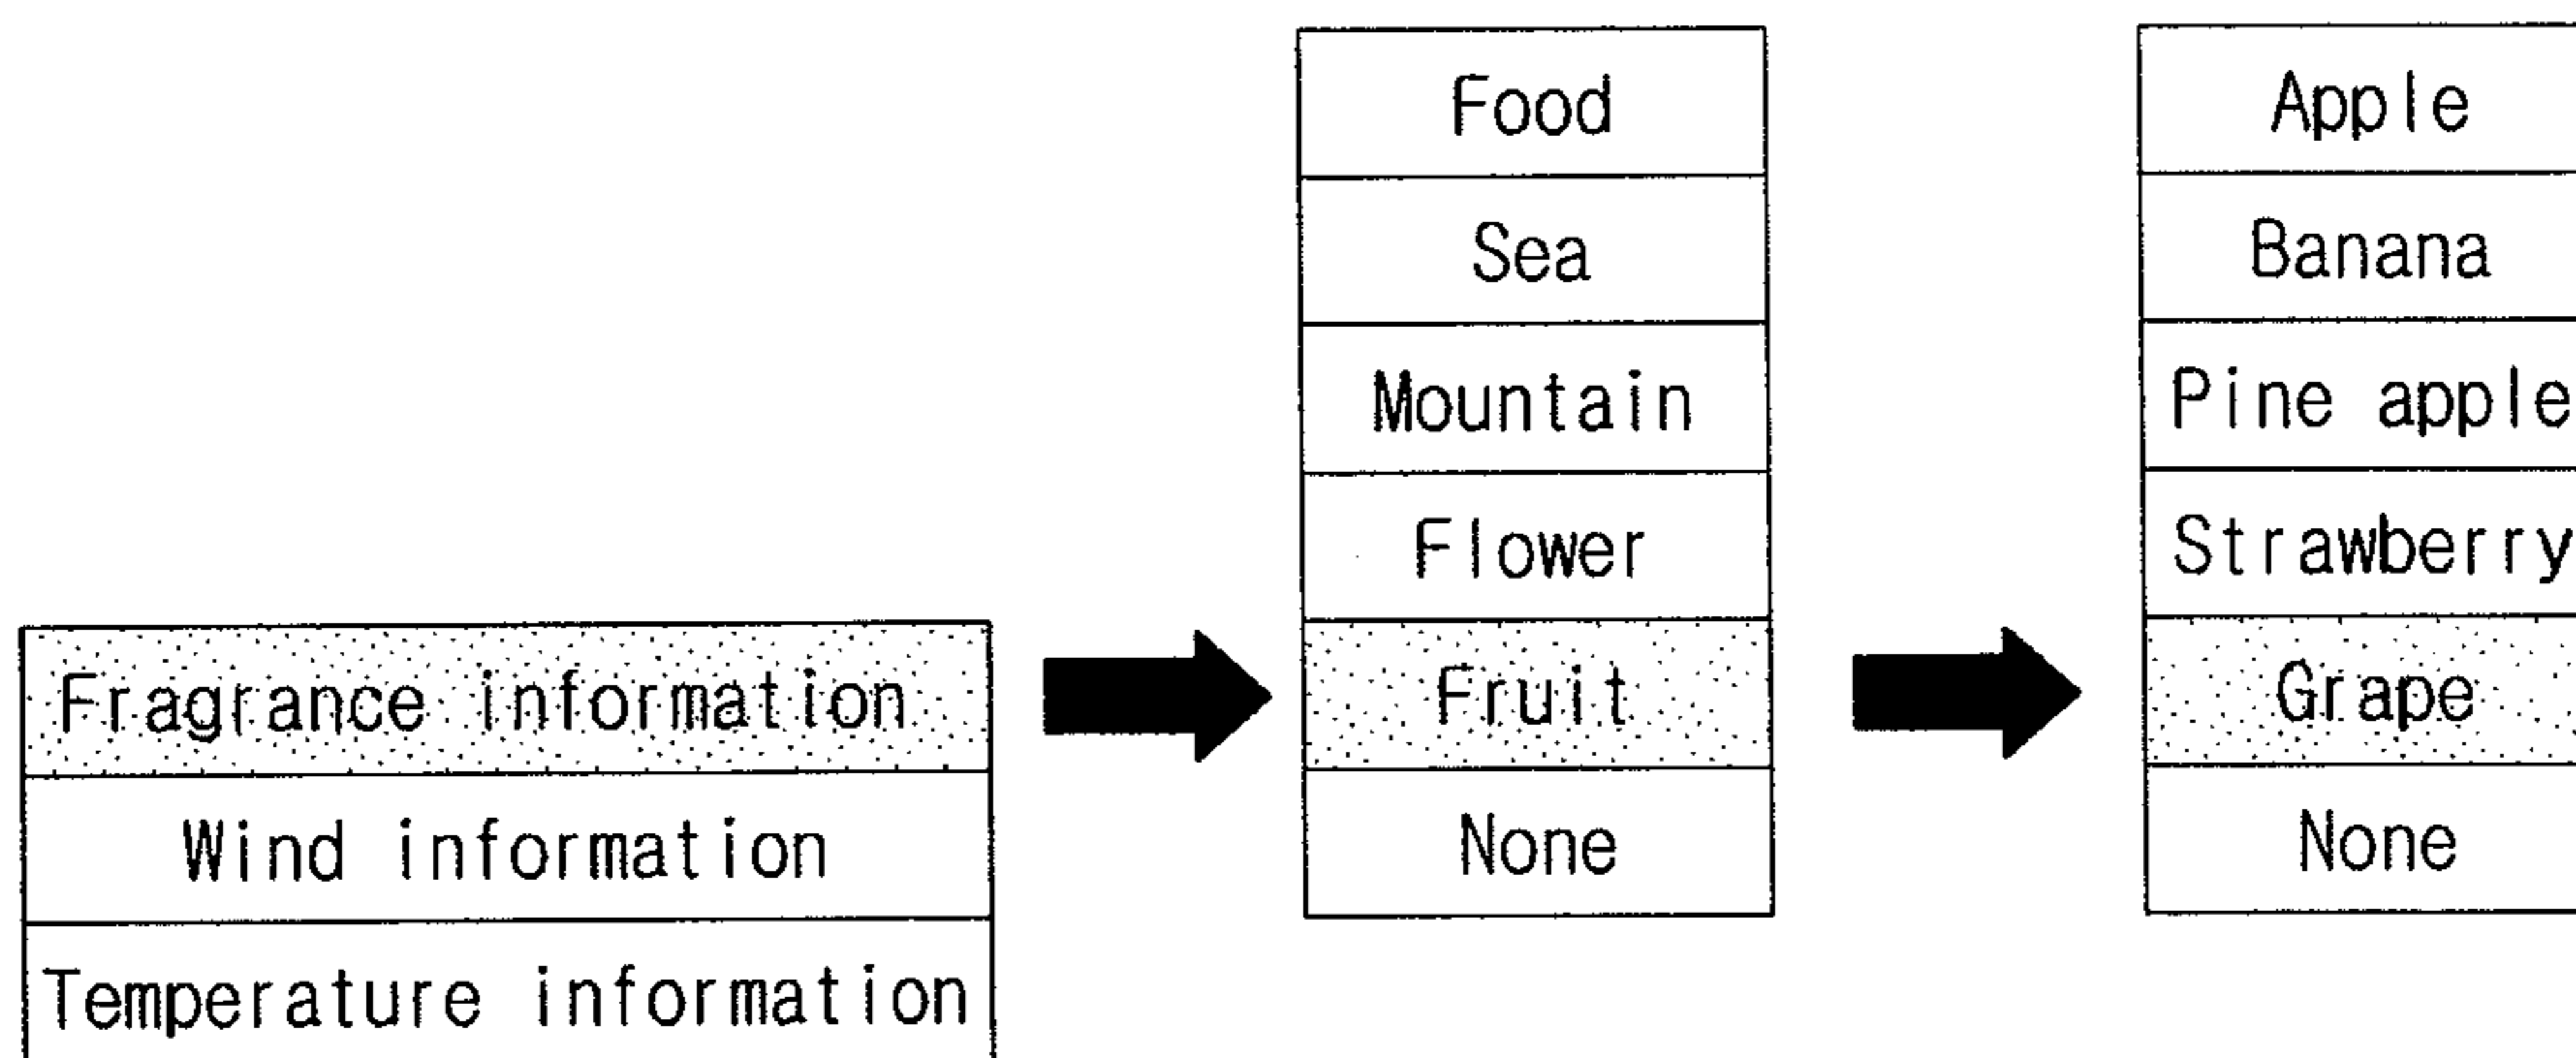 Fragrance information
Wind information
Temperature information
Food
Sea
Mountain
Flower
Fruit
None
Apple
Banana
Pine apple
Strawberry
Grape
None